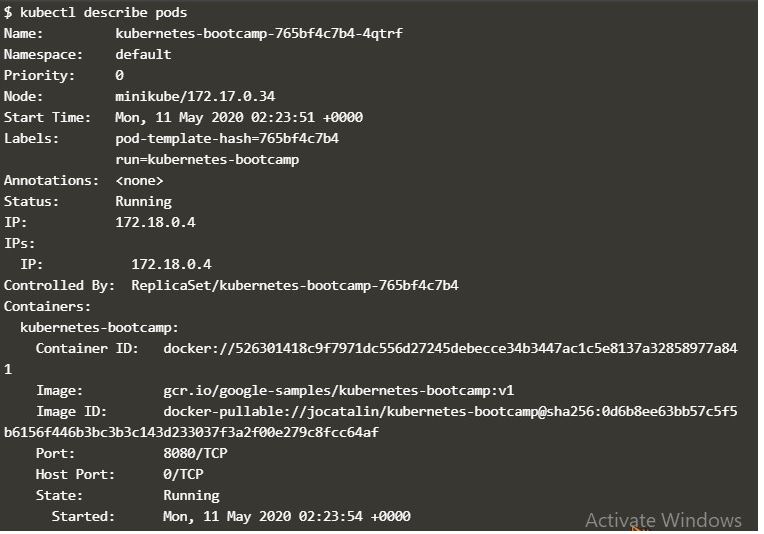 $ kubectl describe pods
Name:         kubernetes-bootcamp-765bf4c7b4-4qtrf
Namespace:    default
Priority:     0
Node:         minikube/172.17.0.34
Start Time:   Mon, 11 May 2020 02:23:51 +0000
Labels:       pod-template-hash=765bf4c7b4
              run=kubernetes-bootcamp
Annotations:  <none>
Status:       Running
IP:           172.18.0.4
IPs:
  IP:           172.18.0.4
Controlled By:  ReplicaSet/kubernetes-bootcamp-765bf4c7b4
Containers:
  kubernetes-bootcamp:
    Container ID:   docker://526301418c9f7971dc556d27245debecce34b3447ac1c5e8137a32858977a84
1
    Image:          gcr.io/google-samples/kubernetes-bootcamp:v1
    Image ID:       docker-pullable://jocatalin/kubernetes-bootcamp@sha256:0d6b8ee63bb57c5f5
b6156f446b3bc3b3c143d233037f3a2f00e279c8fcc64af
    Port:           8080/TCP
    Host Port:      0/TCP
    State:          Running
      Started:      Mon, 11 May 2020 02:23:54 +0000
Activate Windows